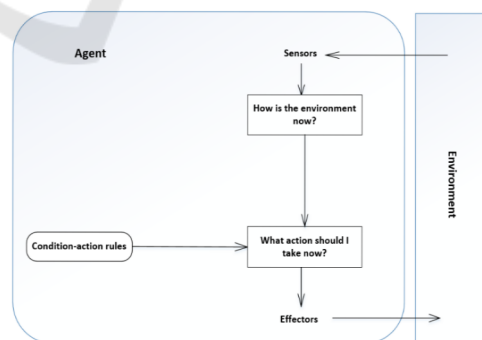 Agent
Sensors
How is the environment
now?
Environment
Condition-action rules
What action should I
take now?
Effectors